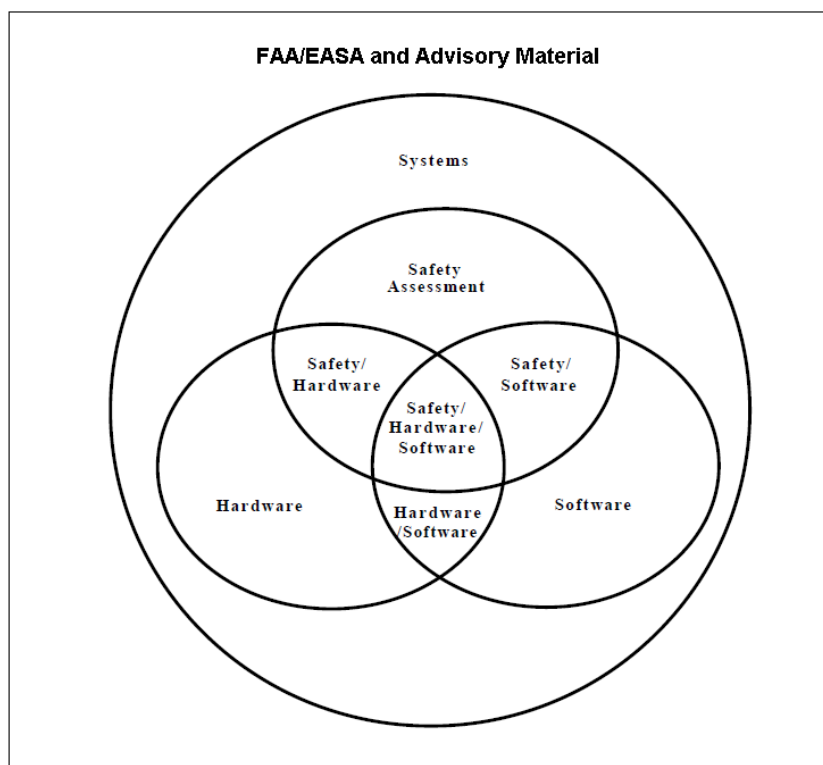 FAA/EASA and Advisory Material
Systems
Safety
Assessment
Safety/
Hardware
Safety/
Software
Safety/
Hardware/
Software
Hardware
Hardware
/Software
Software